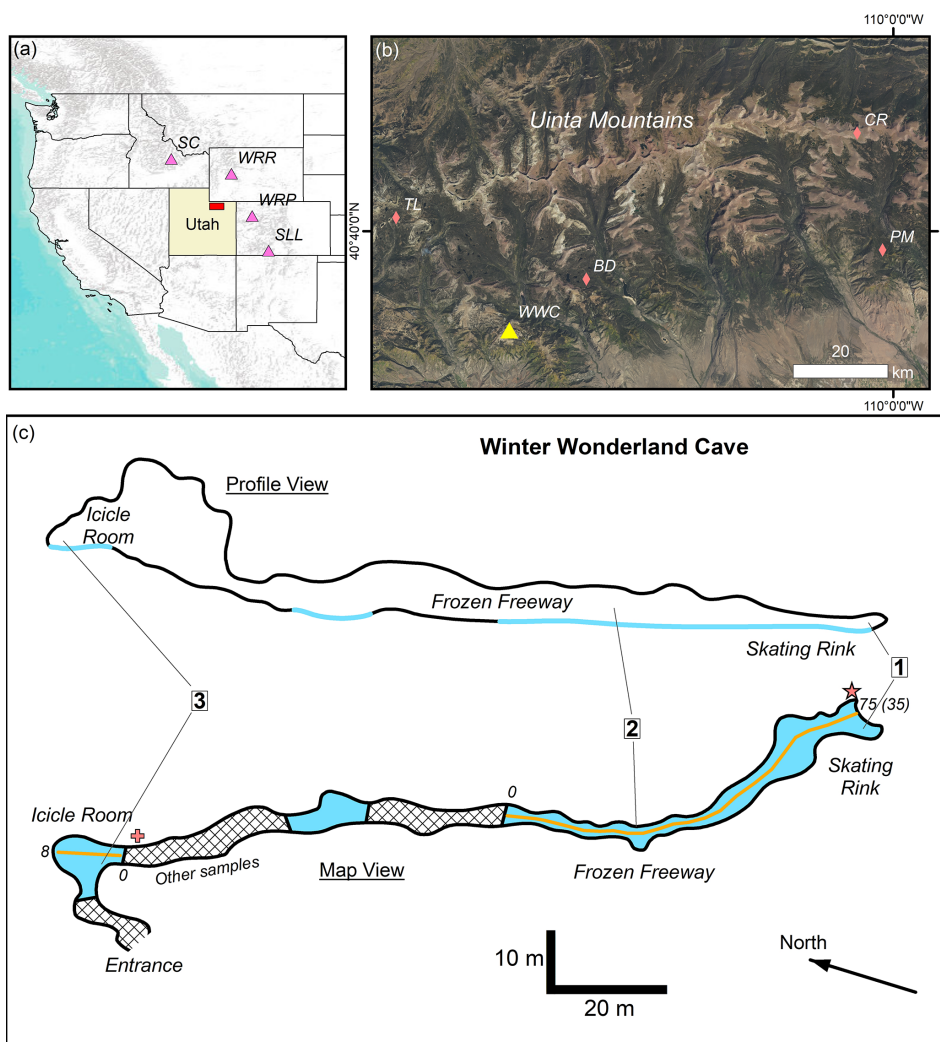 (a)
SC
WRR
WRP
Utah
SLL
110°0'0"W
(b)
Uinta Mountains
CR
TL
40°40'0"N
PM
BD
WWC
20
km
110°0'0"W
(c)
Winter Wonderland Cave
Profile View
Icicle
Room
Frozen Freeway
Skating Rink
1
3
75 (35)
2
Skating
Rink
0
Icicle Room
8
0
Other samples
Map View
Frozen Freeway
Entrance
10 m
20 m
North